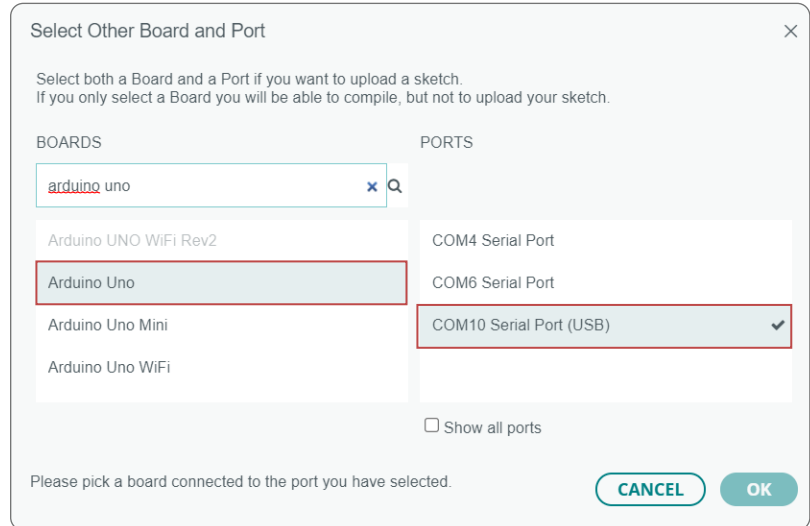 Select Other Board and Port
Select both a Board and a Port if you want to upload a sketch.
If you only select a Board you will be able to compile, but not to upload your sketch.
BOARDS
arduino uno
Arduino UNO WiFi Rev2
Arduino Uno
Arduino Uno Mini
Arduino Uno WiFi
PORTS
COM4 Serial Port
COM6 Serial Port
COM10 Serial Port (USB)
Show all ports
Please pick a board connected to the port you have selected.
CANCEL
OK